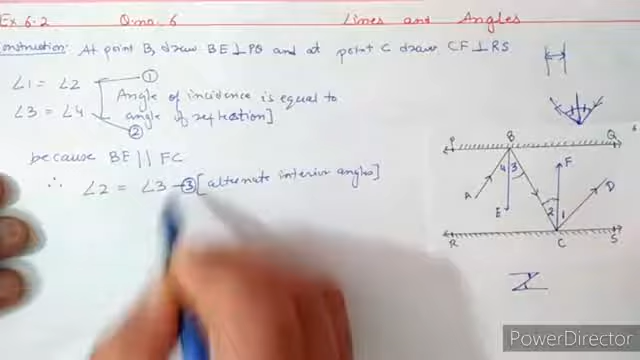 Ex 6.2 Q.no. 6 Lines and Angles
Construction: At point B, draw BE⊥PQ and at point C draw CF⊥RS
∠1 = ∠2 ①
Angle of incidence is equal to
∠3 = ∠4 angle of reflection]
②
because BE || FC
∴ ∠2 = ∠3 -③ [alternate interior angles]
P B Q
4 3 F
A D
E 2 1
R C S
PowerDirector